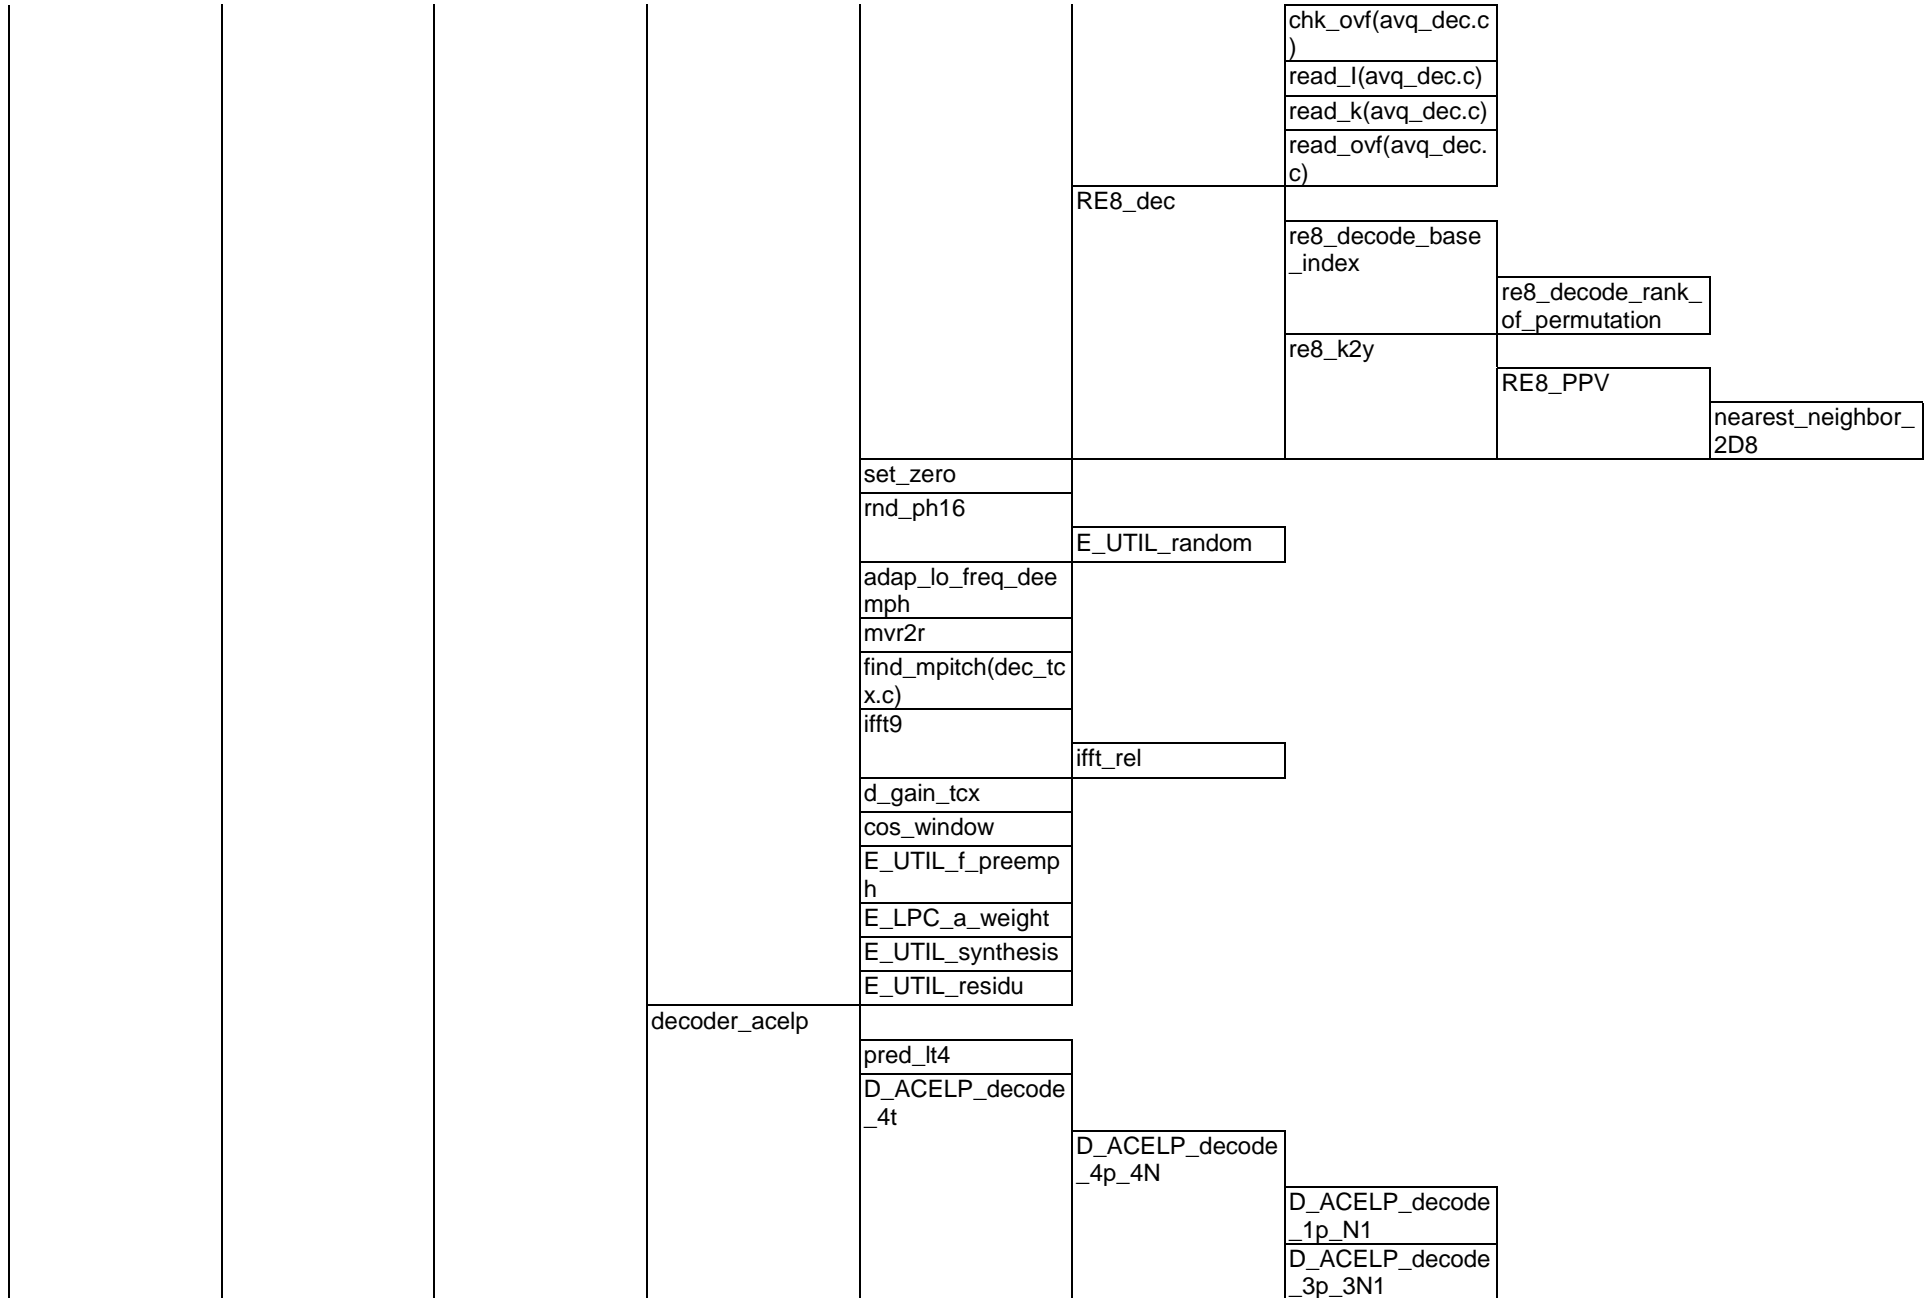 chk_ovf(avq_dec.c
)
read_I(avq_dec.c)
read_k(avq_dec.c)
read_ovf(avq_dec.
c)
RE8_dec
re8_decode_base
_index
re8_decode_rank_
of_permutation
re8_k2y
RE8_PPV
nearest_neighbor_
2D8
set_zero
rnd_ph16
E_UTIL_random
adap_lo_freq_dee
mph
mvr2r
find_mpitch(dec_tc
x.c)
ifft9
ifft_rel
d_gain_tcx
cos_window
E_UTIL_f_preemp
h
E_LPC_a_weight
E_UTIL_synthesis
E_UTIL_residu
decoder_acelp
pred_lt4
D_ACELP_decode
_4t
D_ACELP_decode
_4p_4N
D_ACELP_decode
_1p_N1
D_ACELP_decode
_3p_3N1